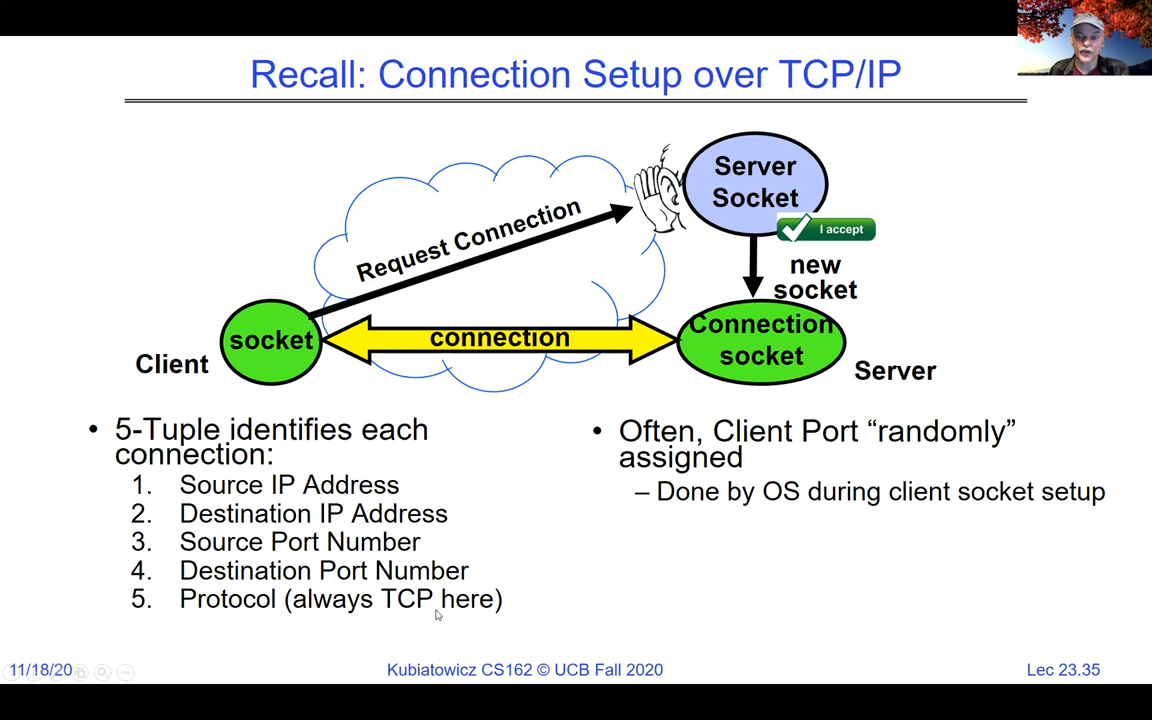 Recall: Connection Setup over TCP/IP
Server
Socket
I accept
Request Connection
new
socket
socket
connection
Connection
socket
Client
Server
• 5-Tuple identifies each
connection:
1. Source IP Address
2. Destination IP Address
3. Source Port Number
4. Destination Port Number
5. Protocol (always TCP here)
• Often, Client Port “randomly”
assigned
– Done by OS during client socket setup
11/18/20
Kubiatowicz CS162 © UCB Fall 2020
Lec 23.35